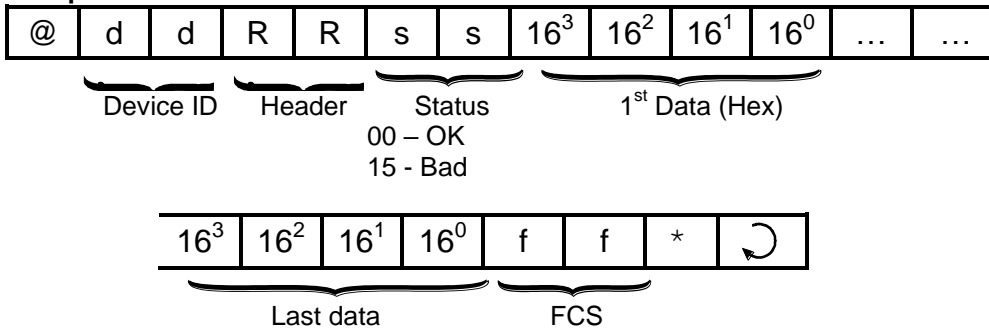 @ d d R R s s 16³ 16² 16¹ 16⁰ … …
Device ID Header Status 1st Data (Hex)
00 – OK
15 - Bad
16³ 16² 16¹ 16⁰ f f *
Last data FCS